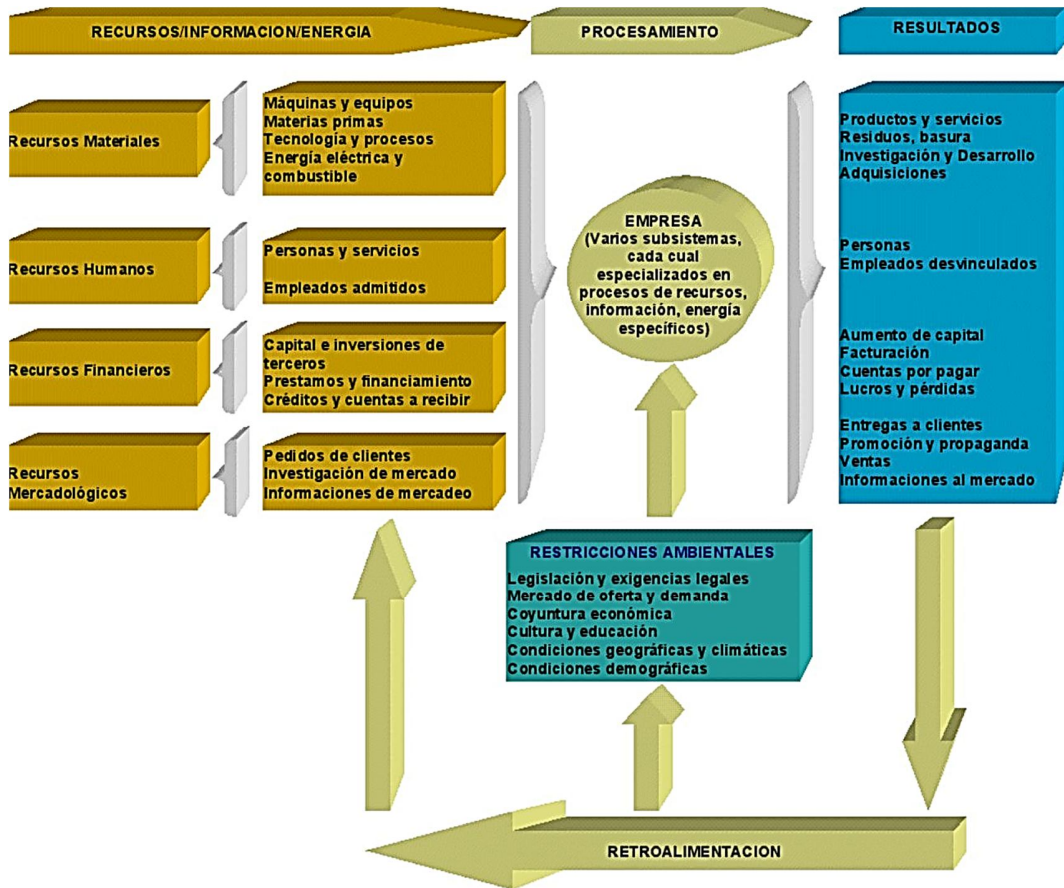 RECURSOS/INFORMACION/ENERGIA
PROCESAMIENTO
RESULTADOS
Recursos Materiales
Máquinas y equipos
Materias primas
Tecnología y procesos
Energía eléctrica y
combustible
Recursos Humanos
Personas y servicios
Empleados admitidos
Recursos Financieros
Capital e inversiones de
terceros
Prestamos y financiamiento
Créditos y cuentas a recibir
Recursos
Mercadológicos
Pedidos de clientes
Investigación de mercado
Informaciones de mercadeo
EMPRESA
(Varios subsistemas,
cada cual
especializados en
procesos de recursos,
información, energía
específicos)
Productos y servicios
Residuos, basura
Investigación y Desarrollo
Adquisiciones
Personas
Empleados desvinculados
Aumento de capital
Facturación
Cuentas por pagar
Lucros y pérdidas
Entregas a clientes
Promoción y propaganda
Ventas
Informaciones al mercado
RESTRICCIONES AMBIENTALES
Legislación y exigencias legales
Mercado de oferta y demanda
Coyuntura económica
Cultura y educación
Condiciones geográficas y climáticas
Condiciones demográficas
RETROALIMENTACION